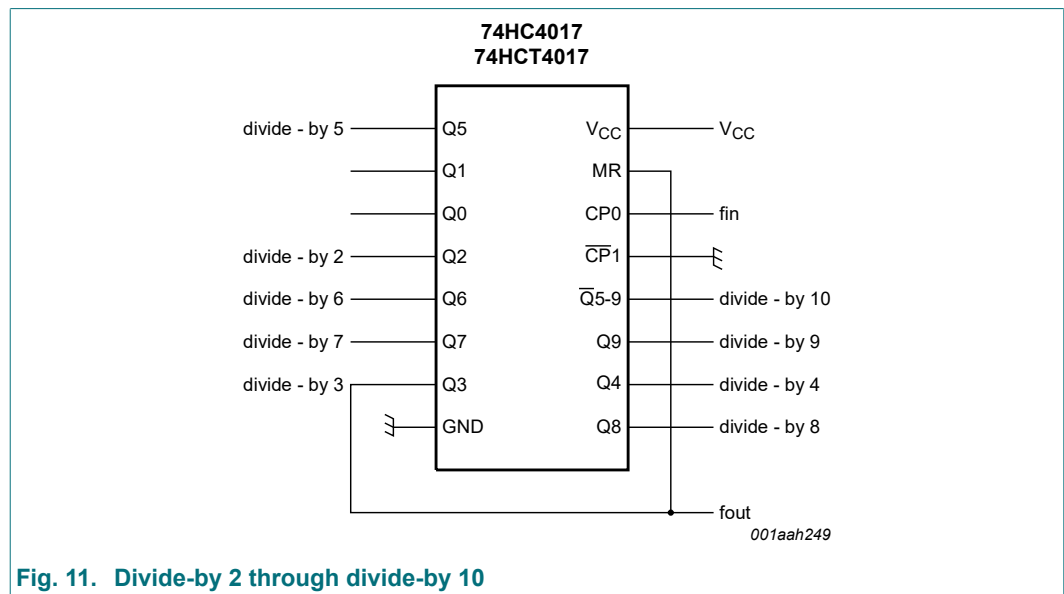 74HC4017
74HCT4017
divide - by 5
Q5
VCC
VCC
Q1
MR
Q0
CP0
fin
divide - by 2
Q2
C̅P̅1
divide - by 6
Q6
Q̅5-9
divide - by 10
divide - by 7
Q7
Q9
divide - by 9
divide - by 3
Q3
Q4
divide - by 4
GND
Q8
divide - by 8
fout
001aah249
Fig. 11. Divide-by 2 through divide-by 10